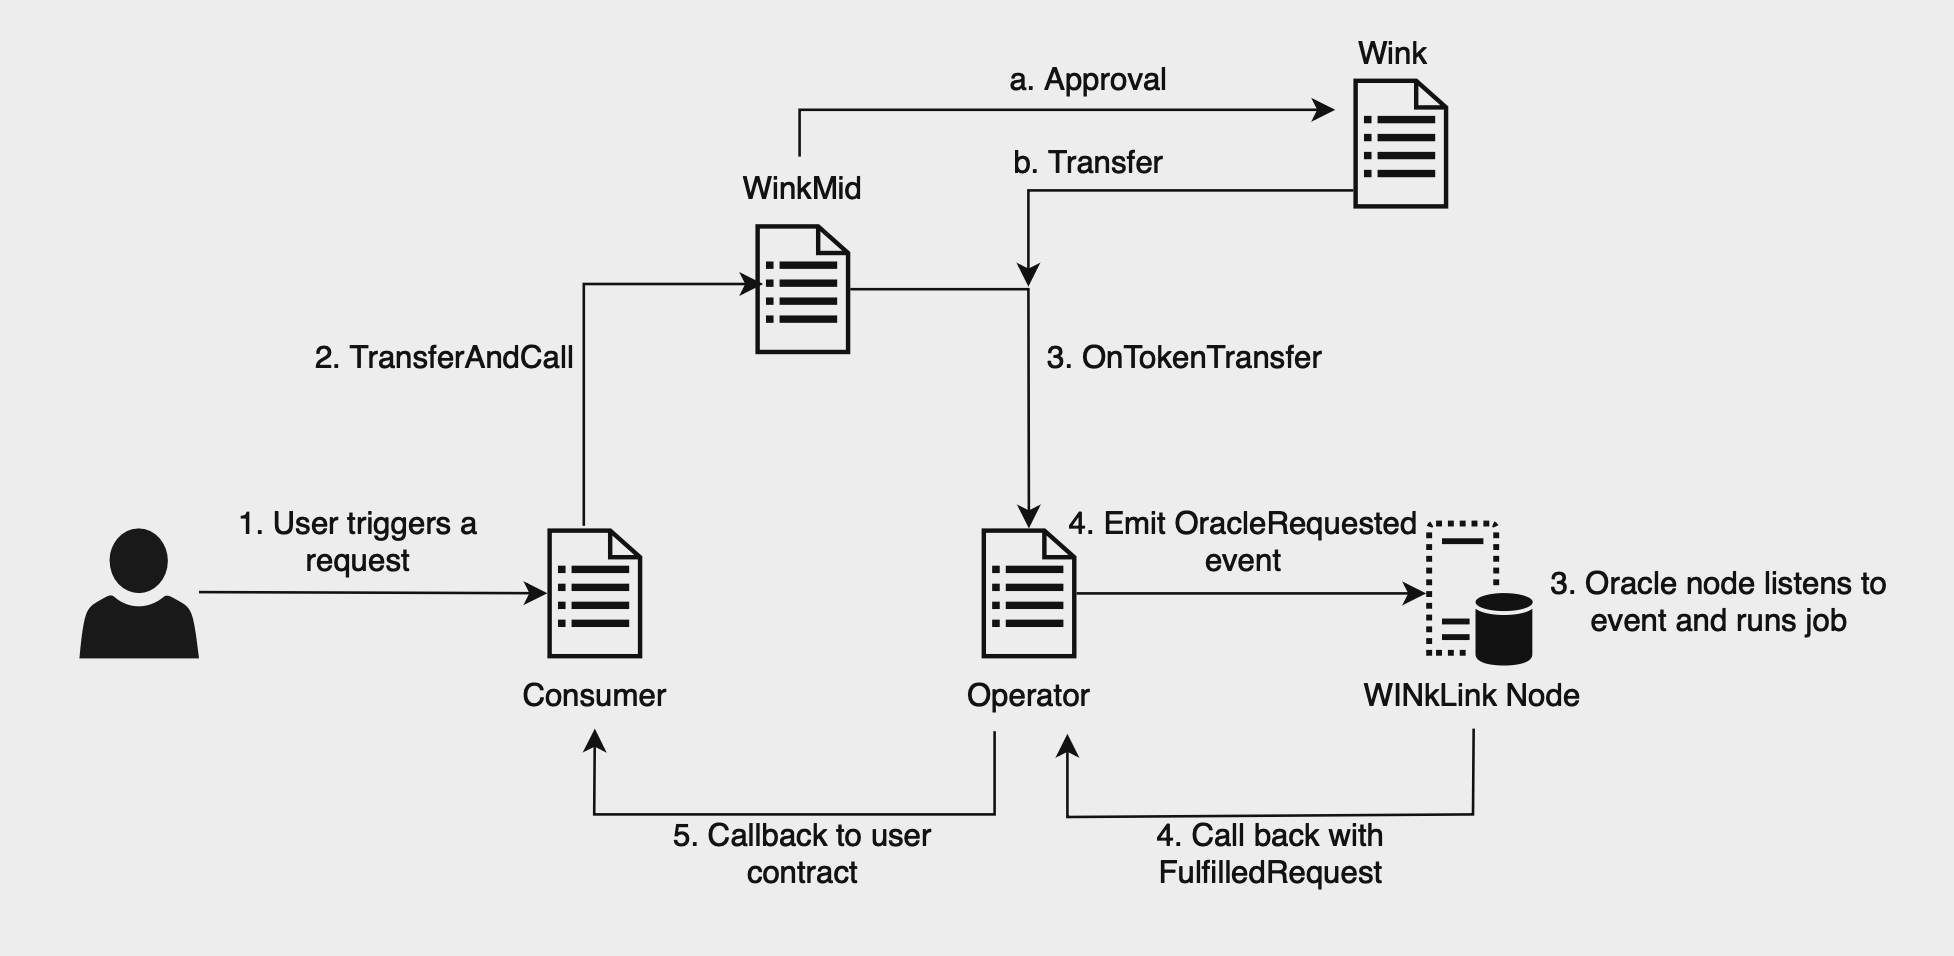 Wink
a. Approval
b. Transfer
WinkMid
2. TransferAndCall
3. OnTokenTransfer
1. User triggers a
request
4. Emit OracleRequested
event
3. Oracle node listens to
event and runs job
Consumer
Operator
WINkLink Node
5. Callback to user
contract
4. Call back with
FulfilledRequest